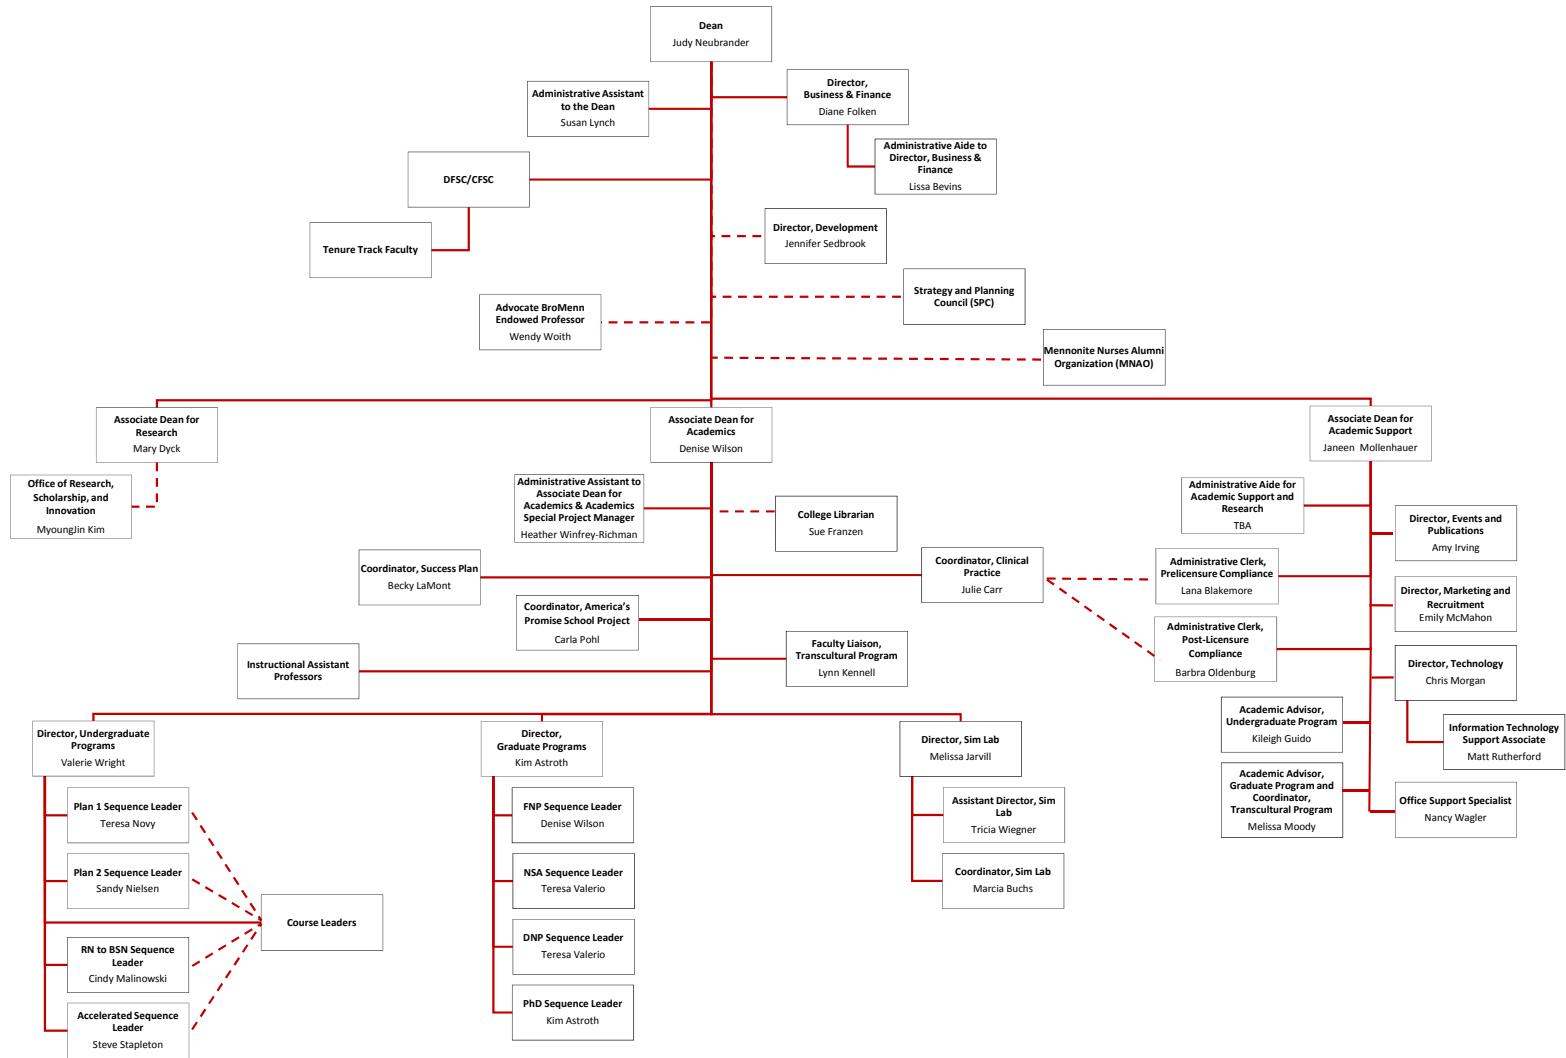 Dean
Judy Neubrander
Administrative Assistant
to the Dean
Susan Lynch
Director,
Business & Finance
Diane Folken
Administrative Aide to
Director, Business &
Finance
Lissa Bevins
DFSC/CFSC
Tenure Track Faculty
Director, Development
Jennifer Sedbrook
Strategy and Planning
Council (SPC)
Advocate BroMenn
Endowed Professor
Wendy Woith
Mennonite Nurses Alumni
Organization (MNAO)
Associate Dean for
Research
Mary Dyck
Associate Dean for
Academics
Denise Wilson
Associate Dean for
Academic Support
Janeen  Mollenhauer
Office of Research,
Scholarship, and
Innovation
MyoungJin Kim
Administrative Assistant to
Associate Dean for
Academics & Academics
Special Project Manager
Heather Winfrey-Richman
College Librarian
Sue Franzen
Administrative Aide for
Academic Support and
Research
TBA
Director, Events and
Publications
Amy Irving
Coordinator, Success Plan
Becky LaMont
Coordinator, Clinical
Practice
Julie Carr
Administrative Clerk,
Prelicensure Compliance
Lana Blakemore
Director, Marketing and
Recruitment
Emily McMahon
Coordinator, America's
Promise School Project
Carla Pohl
Administrative Clerk,
Post-Licensure
Compliance
Barbra Oldenburg
Instructional Assistant
Professors
Faculty Liaison,
Transcultural Program
Lynn Kennell
Director, Technology
Chris Morgan
Academic Advisor,
Undergraduate Program
Kileigh Guido
Information Technology
Support Associate
Matt Rutherford
Director, Undergraduate
Programs
Valerie Wright
Director,
Graduate Programs
Kim Astroth
Director, Sim Lab
Melissa Jarvill
Academic Advisor,
Graduate Program and
Coordinator,
Transcultural Program
Melissa Moody
Office Support Specialist
Nancy Wagler
Plan 1 Sequence Leader
Teresa Novy
FNP Sequence Leader
Denise Wilson
Assistant Director, Sim
Lab
Tricia Wiegner
Plan 2 Sequence Leader
Sandy Nielsen
NSA Sequence Leader
Teresa Valerio
Coordinator, Sim Lab
Marcia Buchs
Course Leaders
RN to BSN Sequence
Leader
Cindy Malinowski
DNP Sequence Leader
Teresa Valerio
Accelerated Sequence
Leader
Steve Stapleton
PhD Sequence Leader
Kim Astroth